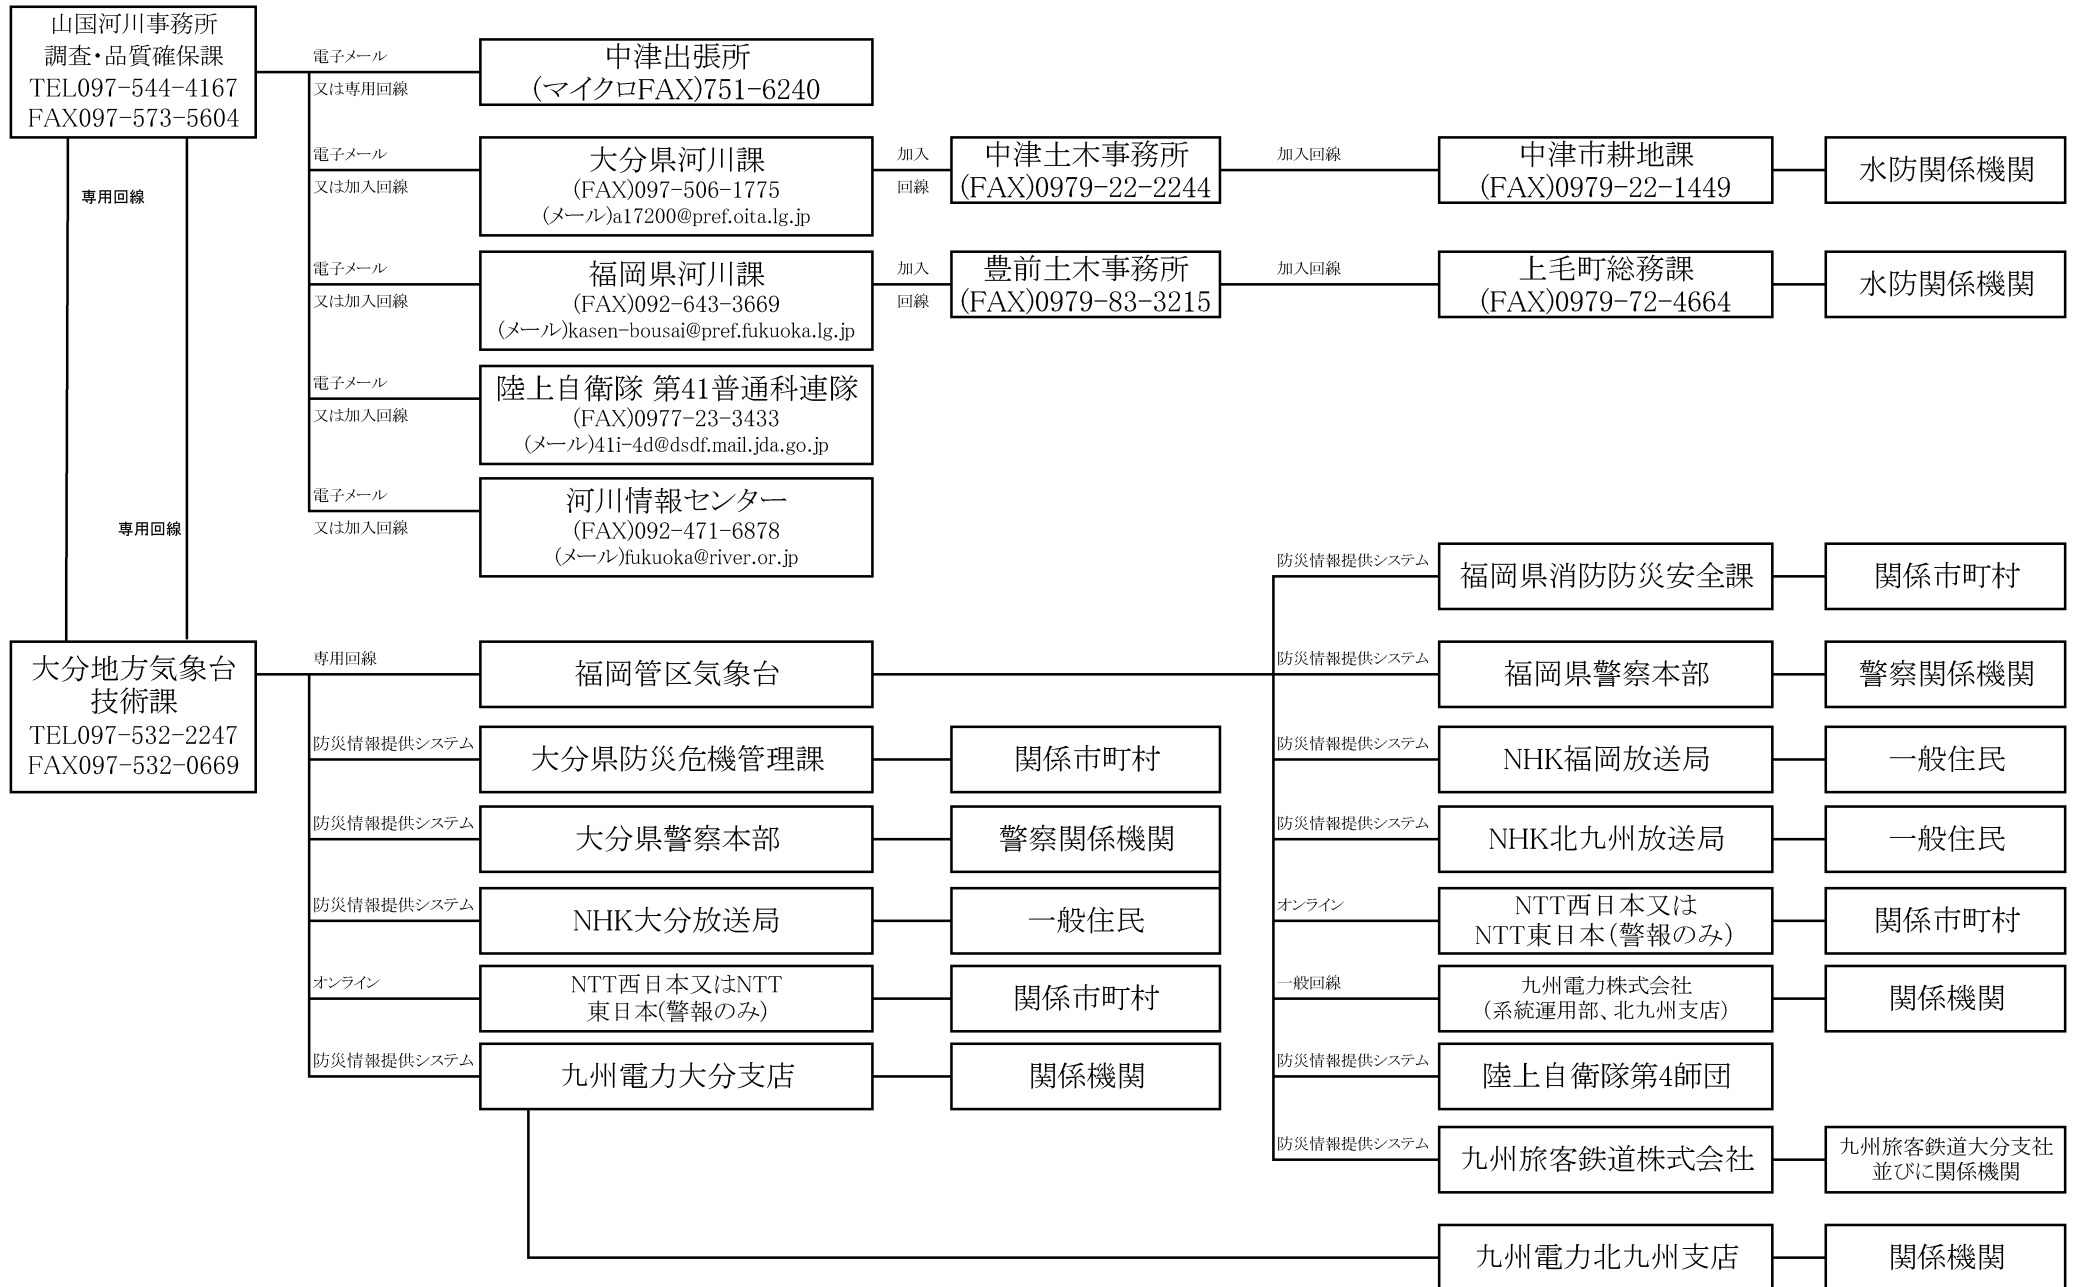 山国河川事務所
調査・品質確保課
TEL097-544-4167
FAX097-573-5604
電子メール
又は専用回線
中津出張所
(マイクロFAX)751-6240
電子メール
又は加入回線
大分県河川課
(FAX)097-506-1775
(メール)a17200@pref.oita.lg.jp
加入
回線
中津土木事務所
(FAX)0979-22-2244
加入回線
中津市耕地課
(FAX)0979-22-1449
水防関係機関
専用回線
電子メール
又は加入回線
福岡県河川課
(FAX)092-643-3669
(メール)kasen-bousai@pref.fukuoka.lg.jp
加入
回線
豊前土木事務所
(FAX)0979-83-3215
加入回線
上毛町総務課
(FAX)0979-72-4664
水防関係機関
電子メール
又は加入回線
陸上自衛隊 第41普通科連隊
(FAX)0977-23-3433
(メール)41i-4d@dsdf.mail.jda.go.jp
電子メール
又は加入回線
河川情報センター
(FAX)092-471-6878
(メール)fukuoka@river.or.jp
専用回線
防災情報提供システム
福岡県消防防災安全課
関係市町村
大分地方気象台
技術課
TEL097-532-2247
FAX097-532-0669
専用回線
福岡管区気象台
防災情報提供システム
福岡県警察本部
警察関係機関
防災情報提供システム
大分県防災危機管理課
関係市町村
防災情報提供システム
NHK福岡放送局
一般住民
防災情報提供システム
大分県警察本部
警察関係機関
防災情報提供システム
NHK北九州放送局
一般住民
防災情報提供システム
NHK大分放送局
一般住民
オンライン
NTT西日本又は
NTT東日本(警報のみ)
関係市町村
オンライン
NTT西日本又はNTT
東日本(警報のみ)
関係市町村
一般回線
九州電力株式会社
(系統運用部、北九州支店)
関係機関
防災情報提供システム
九州電力大分支店
関係機関
防災情報提供システム
陸上自衛隊第4師団
防災情報提供システム
九州旅客鉄道株式会社
九州旅客鉄道大分支社
並びに関係機関
九州電力北九州支店
関係機関